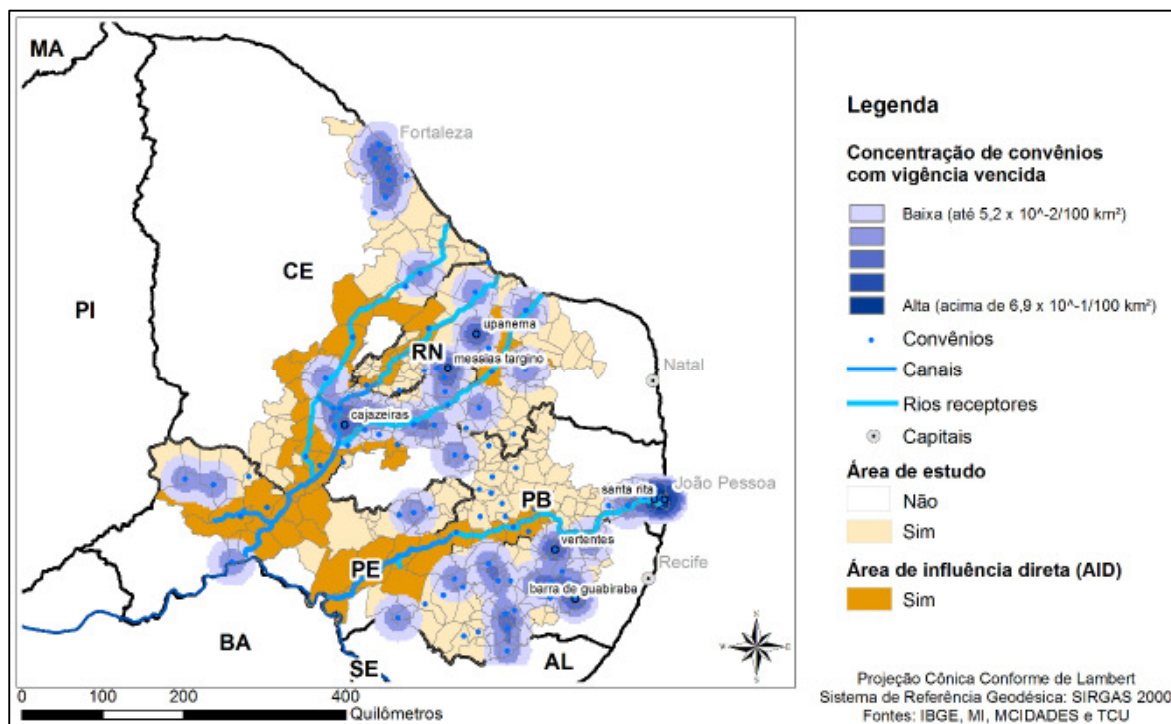 MA
Fortaleza
CE
PI
upanema
RN
messias targino
Natal
cajazeiras
João Pessoa
santa rita
PB
vertentes
PE
Recife
barra de guabiraba
BA
AL
SE
0 100 200 400
Quilômetros
Legenda
Concentração de convênios
com vigência vencida
Baixa (até 5,2 x 10^-2/100 km²)
Alta (acima de 6,9 x 10^-1/100 km²)
Convênios
Canais
Rios receptores
Capitais
Área de estudo
Não
Sim
Área de influência direta (AID)
Sim
N
W E
S
Projeção Cônica Conforme de Lambert
Sistema de Referência Geodésica: SIRGAS 2000
Fontes: IBGE, MI, MCIDADES e TCU